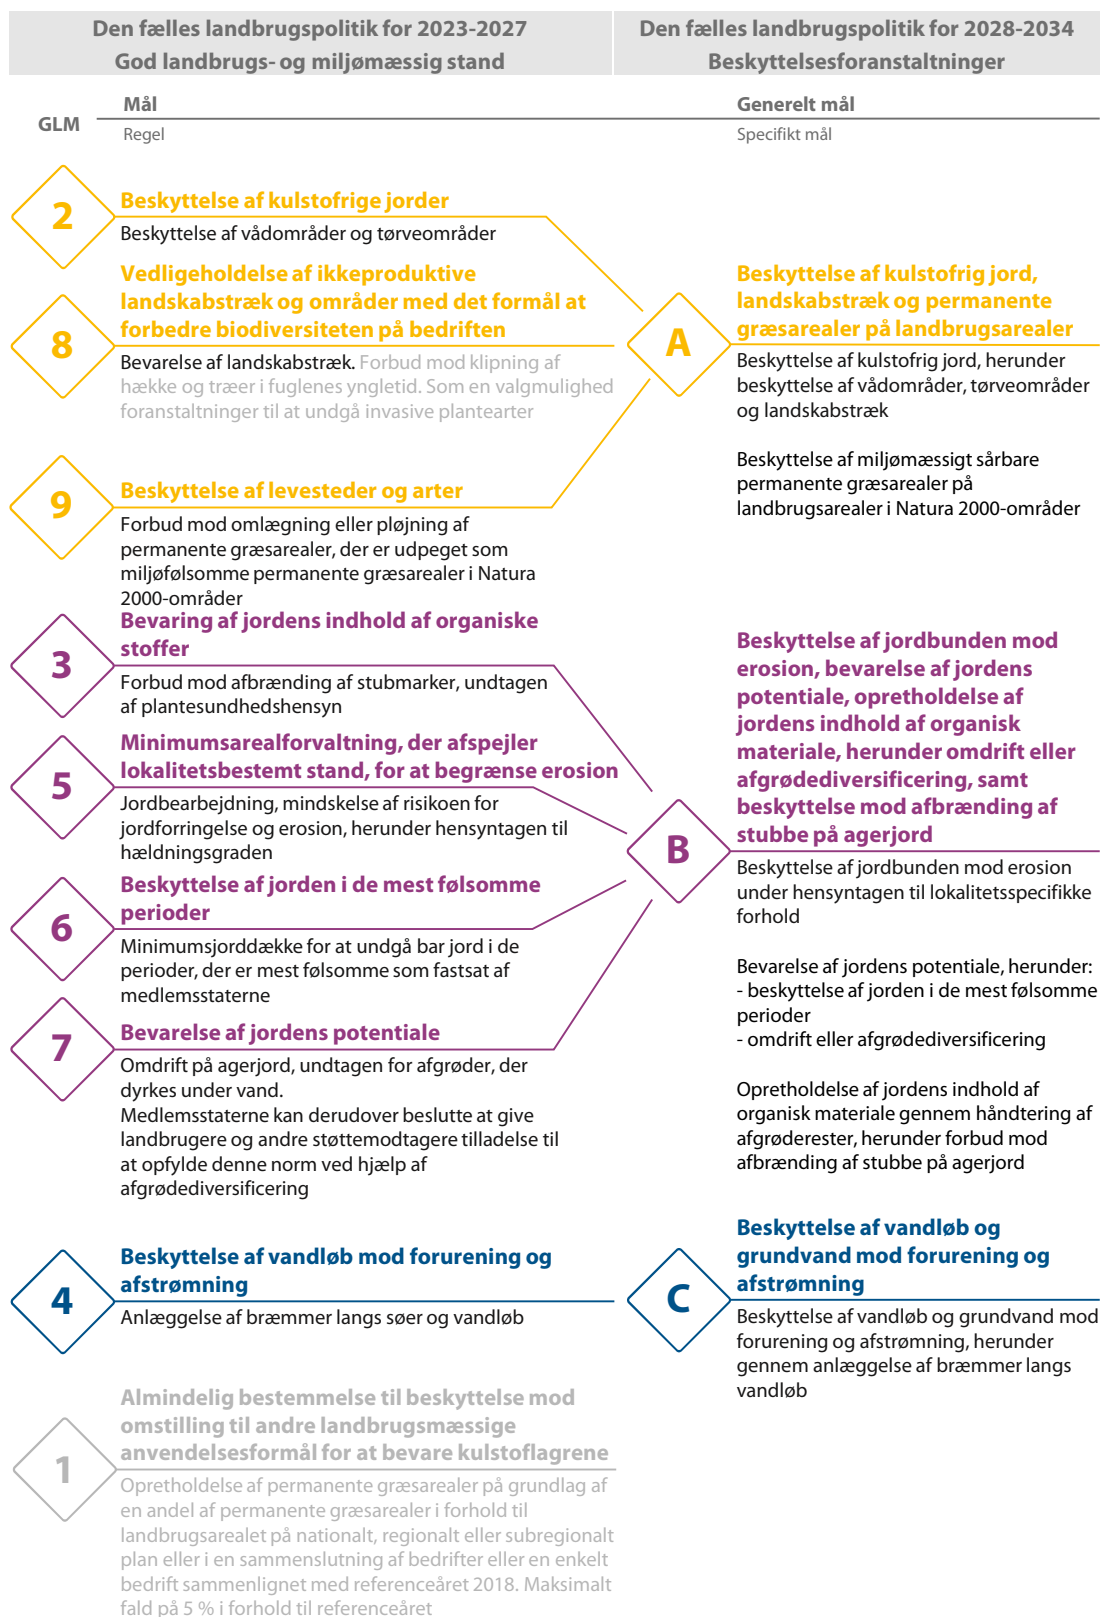 Den fælles landbrugspolitik for 2023-2027
God landbrugs- og miljømæssig stand
Den fælles landbrugspolitik for 2028-2034
Beskyttelsesforanstaltninger
GLM
Mål
Regel
Generelt mål
Specifikt mål
2
Beskyttelse af kulstofrige jorder
Beskyttelse af vådområder og tørveområder
8
Vedligeholdelse af ikkeproduktive
landskabstræk og områder med det formål at
forbedre biodiversiteten på bedriften
Bevarelse af landskabstræk. Forbud mod klipning af
hække og træer i fuglenes yngletid. Som en valgmulighed
foranstaltninger til at undgå invasive plantearter
9
Beskyttelse af levesteder og arter
Forbud mod omlægning eller pløjning af
permanente græsarealer, der er udpeget som
miljøfølsomme permanente græsarealer i Natura
2000-områder
A
Beskyttelse af kulstofrig jord,
landskabstræk og permanente
græsarealer på landbrugsarealer
Beskyttelse af kulstofrig jord, herunder
beskyttelse af vådområder, tørveområder
og landskabstræk
Beskyttelse af miljømæssigt sårbare
permanente græsarealer på
landbrugsarealer i Natura 2000-områder
3
Bevaring af jordens indhold af organiske
stoffer
Forbud mod afbrænding af stubmarker, undtagen
af plantesundhedshensyn
5
Minimumsarealforvaltning, der afspejler
lokalitetsbestemt stand, for at begrænse erosion
Jordbearbejdning, mindskelse af risikoen for
jordforringelse og erosion, herunder hensyntagen til
hældningsgraden
6
Beskyttelse af jorden i de mest følsomme
perioder
Minimumsjorddække for at undgå bar jord i de
perioder, der er mest følsomme som fastsat af
medlemsstaterne
7
Bevarelse af jordens potentiale
Omdrift på agerjord, undtagen for afgrøder, der
dyrkes under vand.
Medlemsstaterne kan derudover beslutte at give
landbrugere og andre støttemodtagere tilladelse til
at opfylde denne norm ved hjælp af
afgrødediversificering
B
Beskyttelse af jordbunden mod
erosion, bevarelse af jordens
potentiale, opretholdelse af
jordens indhold af organisk
materiale, herunder omdrift eller
afgrødediversificering, samt
beskyttelse mod afbrænding af
stubbe på agerjord
Beskyttelse af jordbunden mod erosion
under hensyntagen til lokalitetsspecifikke
forhold
Bevarelse af jordens potentiale, herunder:
- beskyttelse af jorden i de mest følsomme
perioder
- omdrift eller afgrødediversificering
Opretholdelse af jordens indhold af
organisk materiale gennem håndtering af
afgrøderester, herunder forbud mod
afbrænding af stubbe på agerjord
4
Beskyttelse af vandløb mod forurening og
afstrømning
Anlæggelse af bræmmer langs søer og vandløb
C
Beskyttelse af vandløb og
grundvand mod forurening og
afstrømning
Beskyttelse af vandløb og grundvand mod
forurening og afstrømning, herunder
gennem anlæggelse af bræmmer langs
vandløb
1
Almindelig bestemmelse til beskyttelse mod
omstilling til andre landbrugsmæssige
anvendelsesformål for at bevare kulstoflagrene
Opretholdelse af permanente græsarealer på grundlag af
en andel af permanente græsarealer i forhold til
landbrugsarealet på nationalt, regionalt eller subregionalt
plan eller i en sammenslutning af bedrifter eller en enkelt
bedrift sammenlignet med referenceåret 2018. Maksimalt
fald på 5 % i forhold til referenceåret